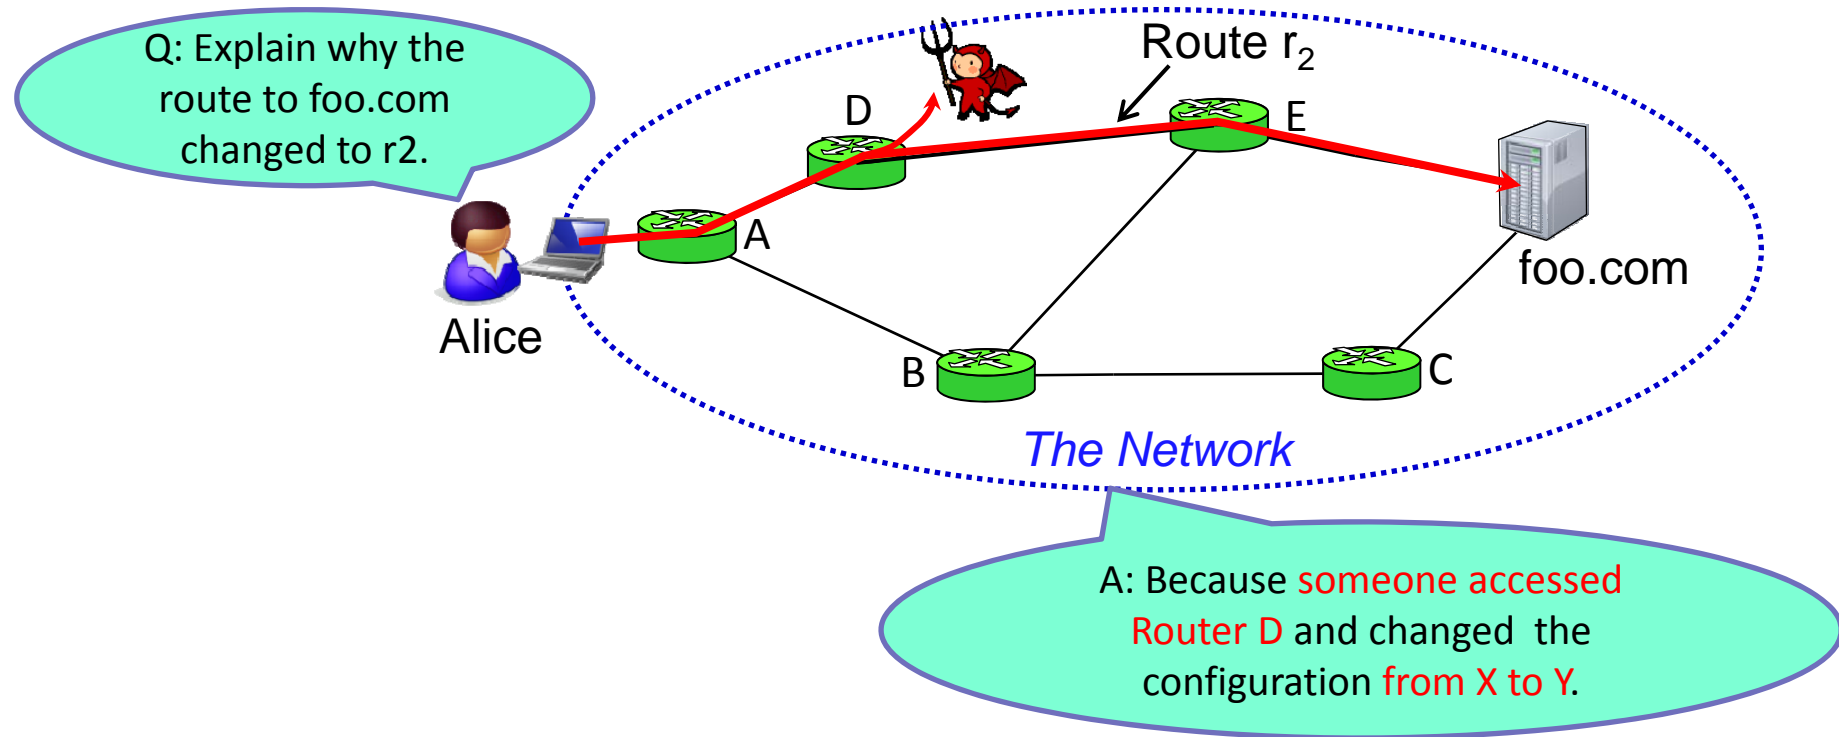 Q: Explain why the
route to foo.com
changed to r2.
Route r₂
D
E
A
foo.com
Alice
B
C
The Network
A: Because someone accessed
Router D and changed  the
configuration from X to Y.